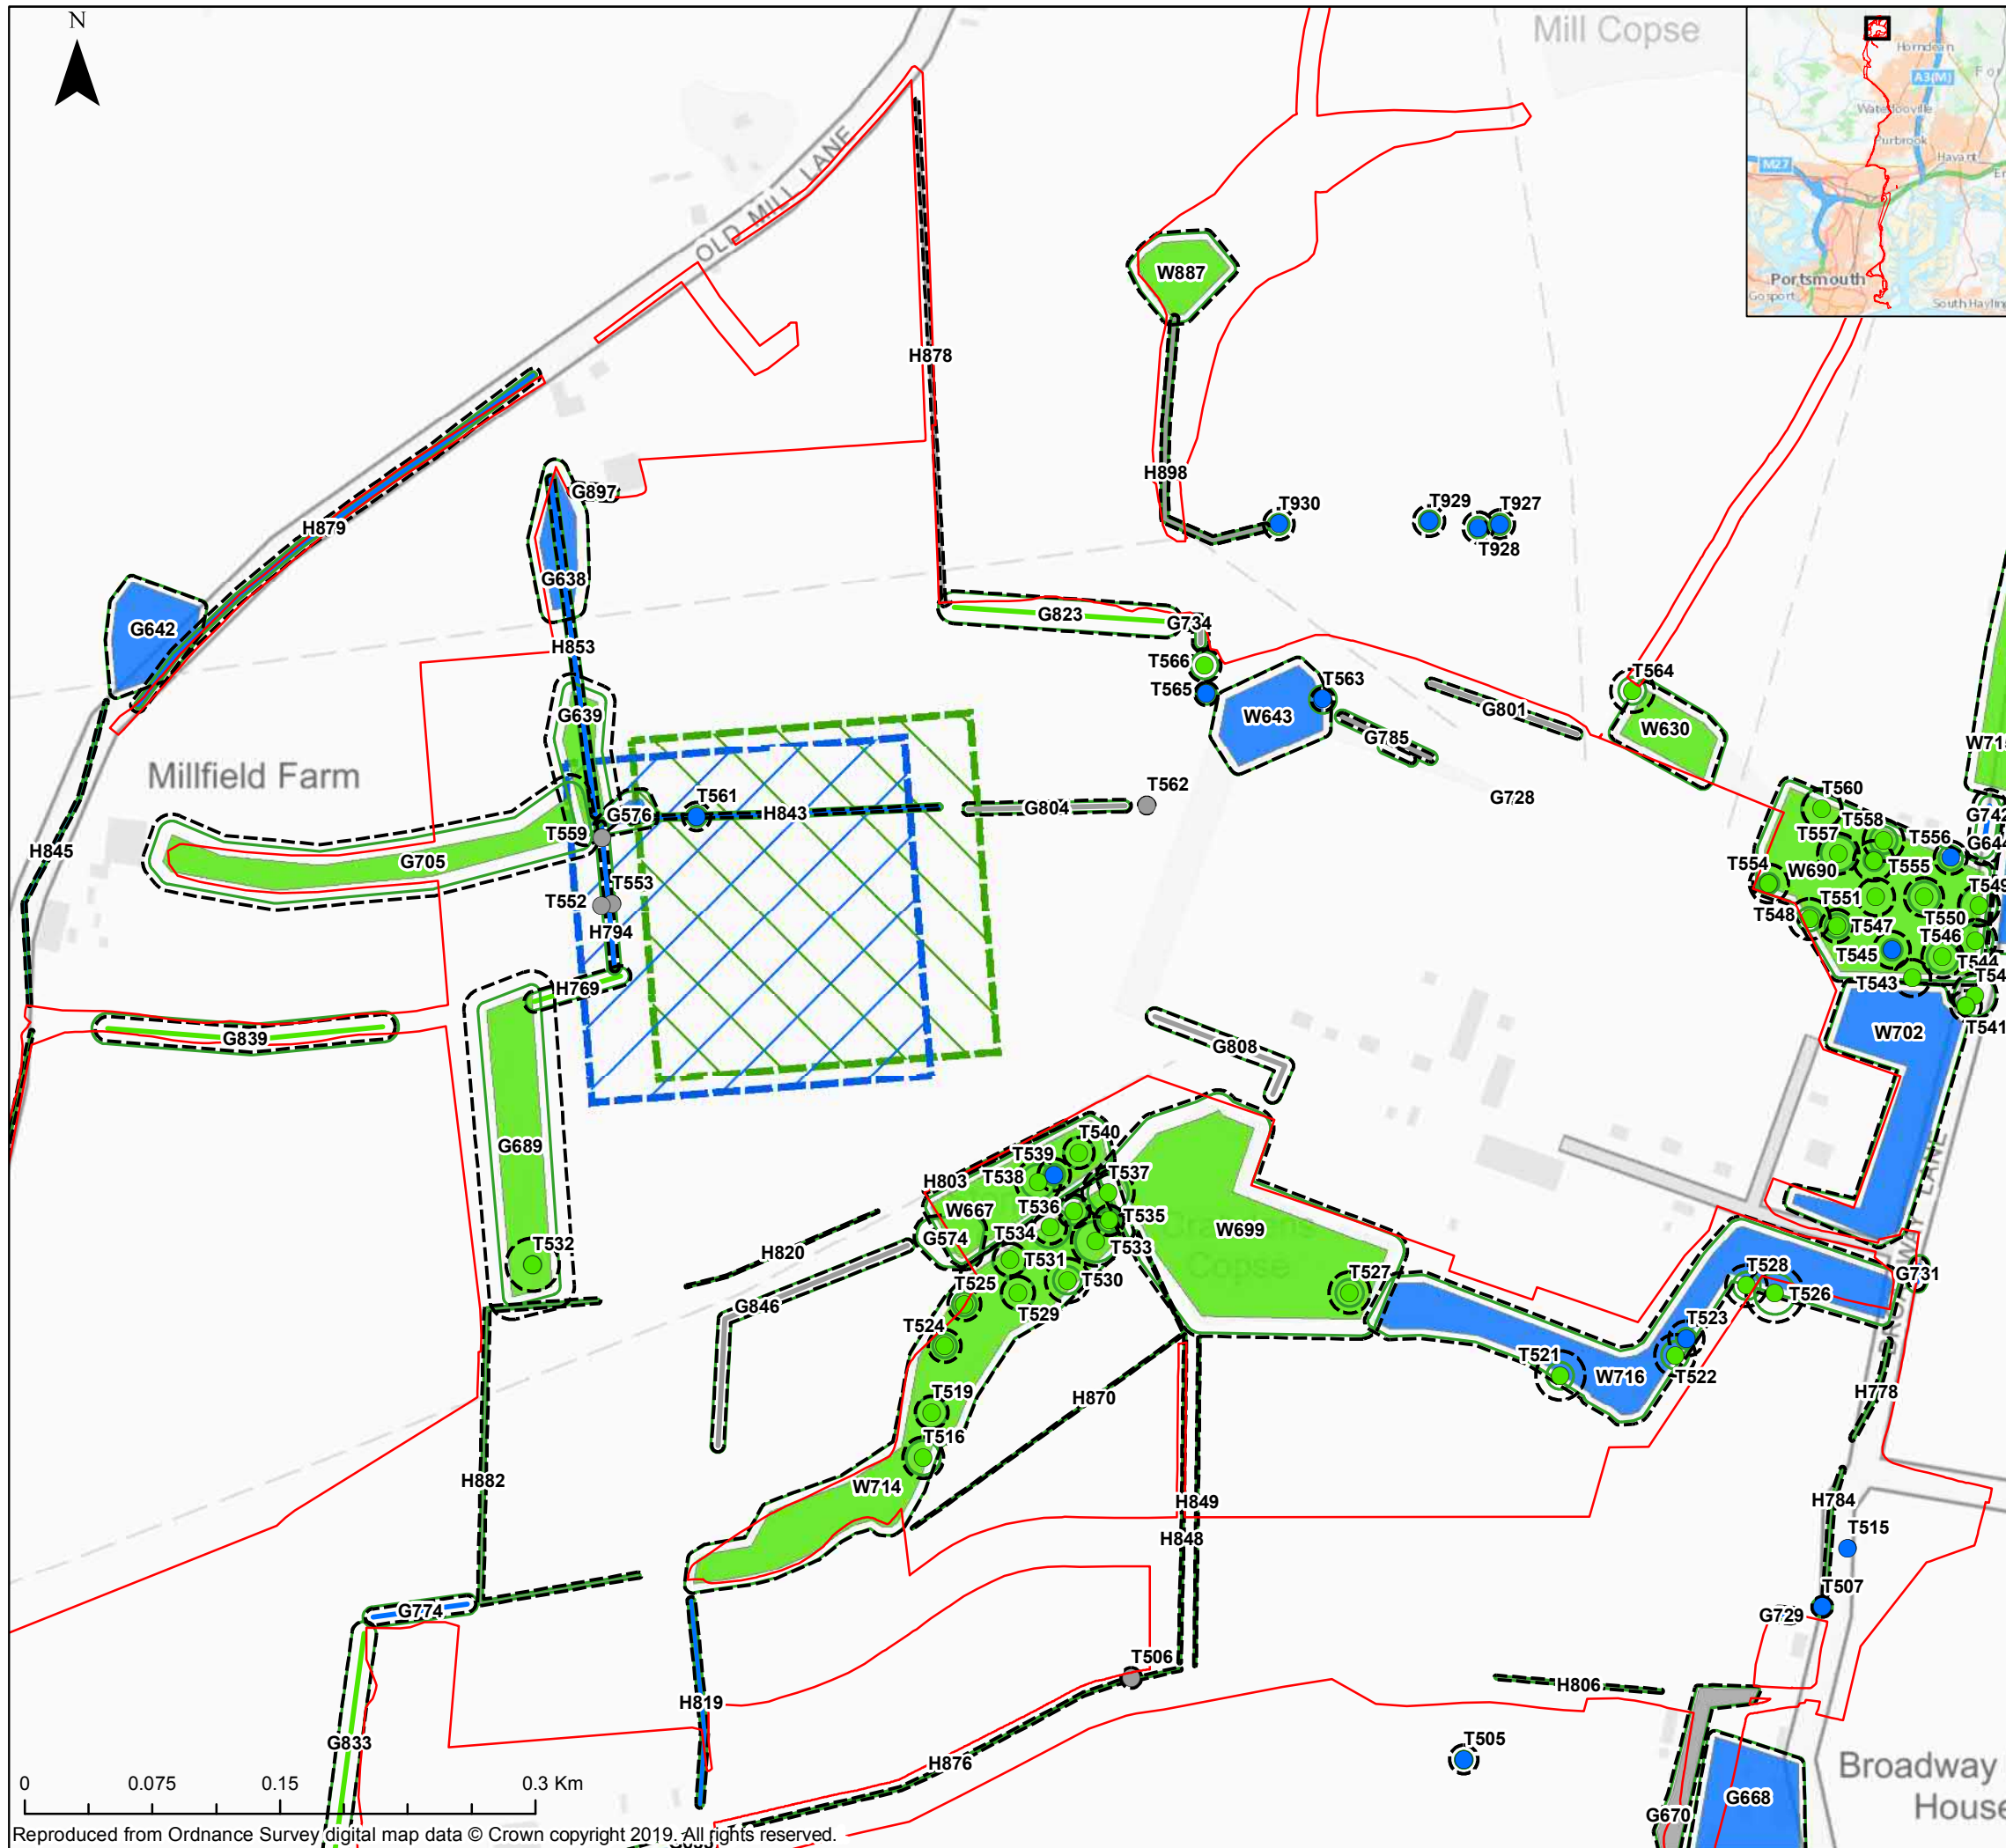 N
Mill Copse
Horndean
A3(M)
Waterlooville
Purbrook
Havant
M27
Portsmouth
Gosport
OLD MILL LANE
W887
H878
H898
T930
T929
T927
T928
G897
H879
G638
G642
H853
G823
G734
T566
T565
T563
T564
W643
G801
W630
G785
G639
Millfield Farm
T562
G728
T561
G576
H843
G804
T559
G705
H845
T553
T552
H794
H769
G839
T560
T558
T557
T556
G742
G644
T554
W690
T555
T551
T549
T548
T550
T547
T546
T545
T544
T543
T541
W702
G808
G689
T540
T539
T537
T538
H803
T536
W667
T535
T534
G574
T533
W699
Copse
T532
H820
T531
T530
T525
T529
G846
T527
T528
T526
G731
T524
T523
T521
T522
W716
T519
H870
H778
T516
H882
W714
H849
H784
H848
T515
T507
G774
G729
T506
H819
H806
G833
H876
T505
Broadway
G670
G668
0 0.075 0.15 0.3 Km
Reproduced from Ordnance Survey digital map data © Crown copyright 2019. All rights reserved.